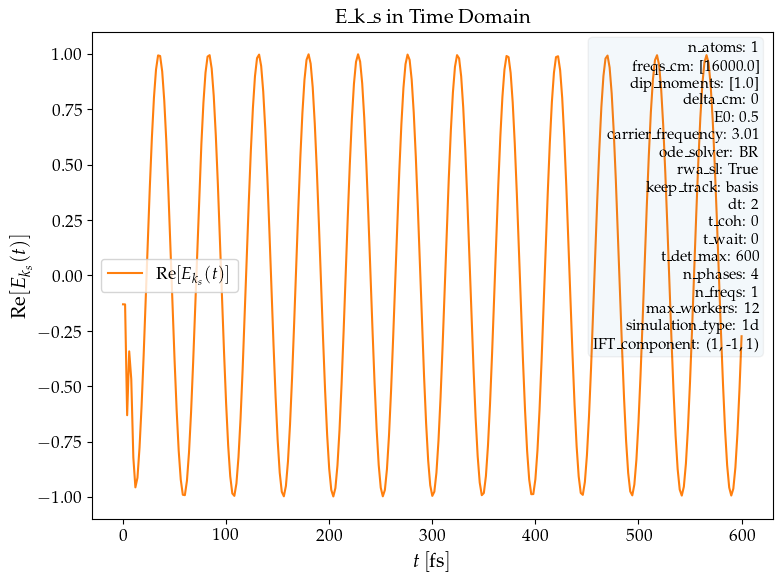 E_k_s in Time Domain
n_atoms: 1
freqs_cm: [16000.0]
dip_moments: [1.0]
delta_cm: 0
E0: 0.5
carrier_frequency: 3.01
ode_solver: BR
rwa_sl: True
keep_track: basis
dt: 2
t_coh: 0
t_wait: 0
t_det_max: 600
n_phases: 4
n_freqs: 1
max_workers: 12
simulation_type: 1d
IFT_component: (1, -1, 1)
Re[E_{k_s}(t)]
Re[E_{k_s}(t)]
1.00
0.75
0.50
0.25
0.00
−0.25
−0.50
−0.75
−1.00
0 100 200 300 400 500 600
t [fs]